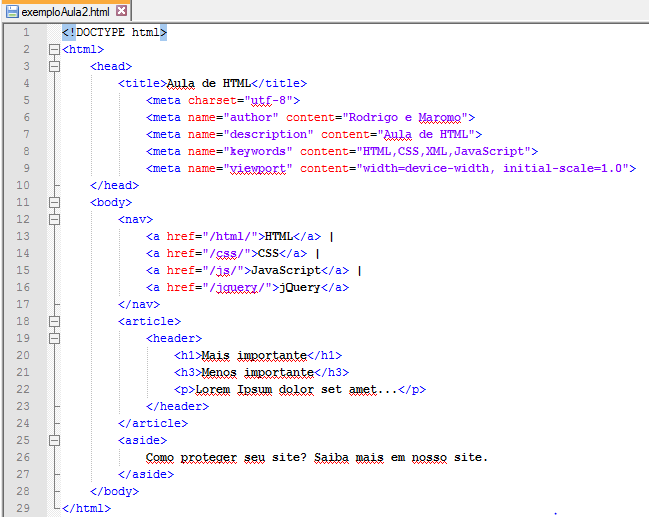 exemploAula2.html
1 <!DOCTYPE html>
2 <html>
3 <head>
4 <title>Aula de HTML</title>
5 <meta charset="utf-8">
6 <meta name="author" content="Rodrigo e Maromo">
7 <meta name="description" content="Aula de HTML">
8 <meta name="keywords" content="HTML,CSS,XML,JavaScript">
9 <meta name="viewport" content="width=device-width, initial-scale=1.0">
10 </head>
11 <body>
12 <nav>
13 <a href="/html/">HTML</a> |
14 <a href="/css/">CSS</a> |
15 <a href="/js/">JavaScript</a> |
16 <a href="/jquery/">jQuery</a>
17 </nav>
18 <article>
19 <header>
20 <h1>Mais importante</h1>
21 <h3>Menos importante</h3>
22 <p>Lorem Ipsum dolor set amet...</p>
23 </header>
24 </article>
25 <aside>
26 Como proteger seu site? Saiba mais em nosso site.
27 </aside>
28 </body>
29 </html>